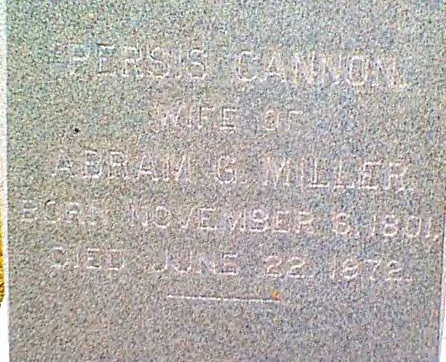 PERSIS CANNON,
WIFE OF
ABRAM G. MILLER,
BORN NOVEMBER 6, 1801,
DIED JUNE 22, 1872.